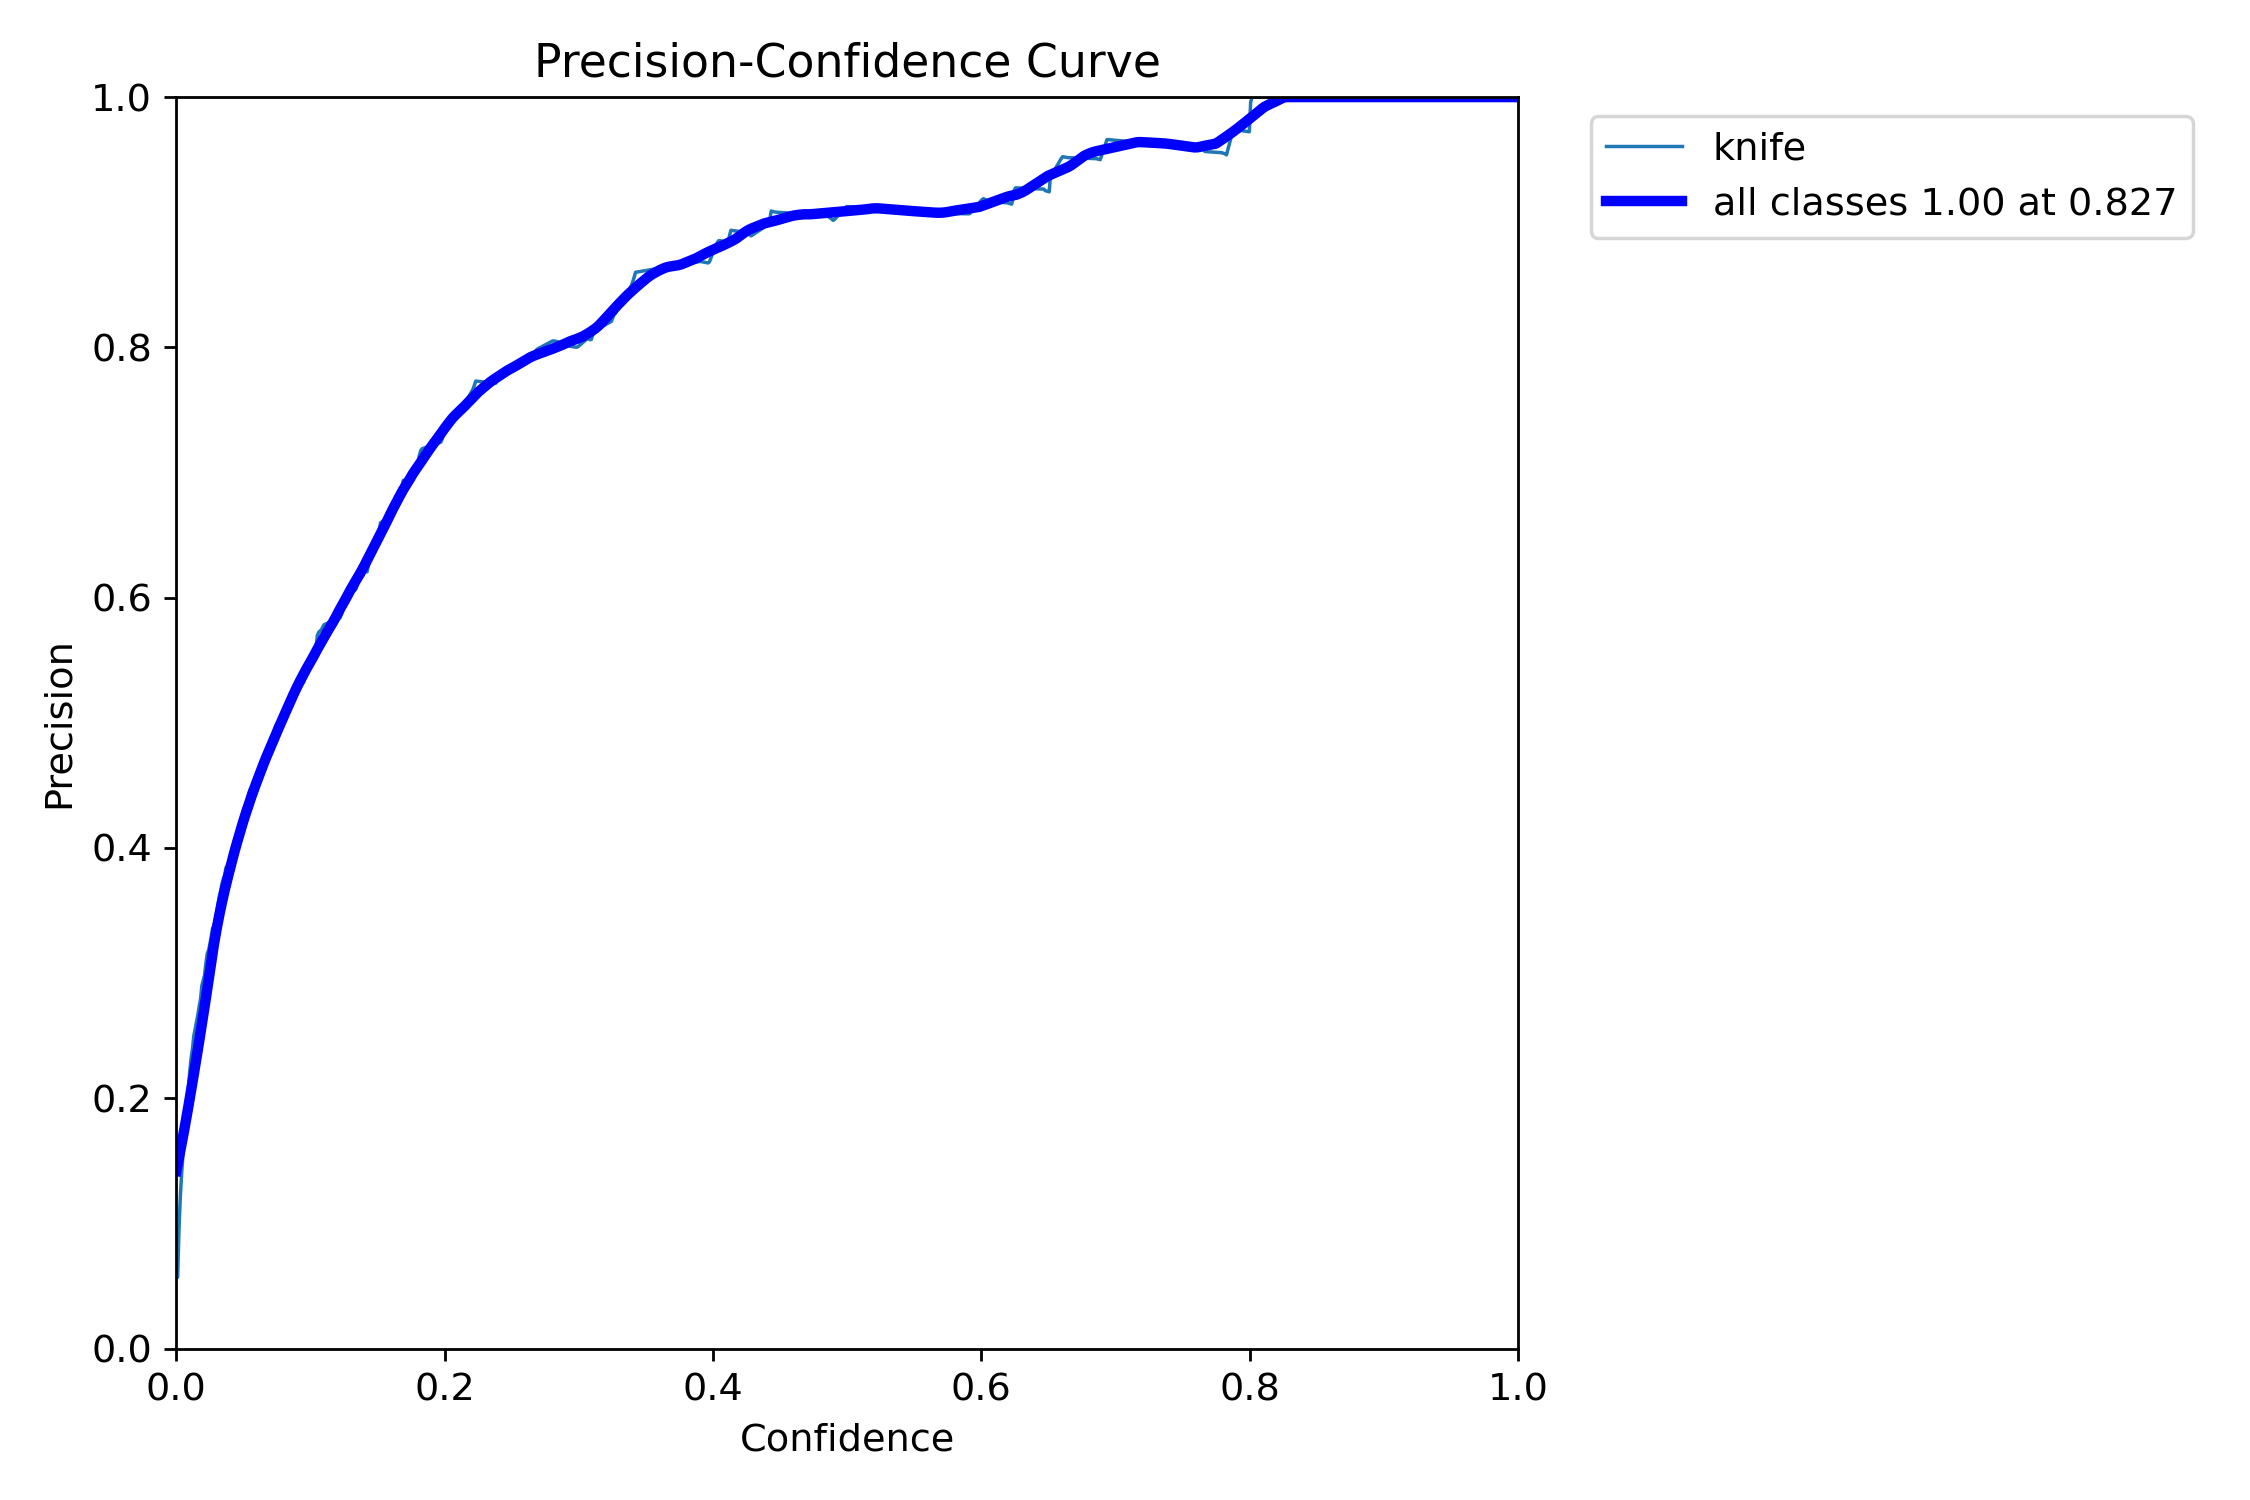 Precision-Confidence Curve
1.0
0.8
0.6
0.4
0.2
0.0
Precision
0.0 0.2 0.4 0.6 0.8 1.0
Confidence
knife
all classes 1.00 at 0.827